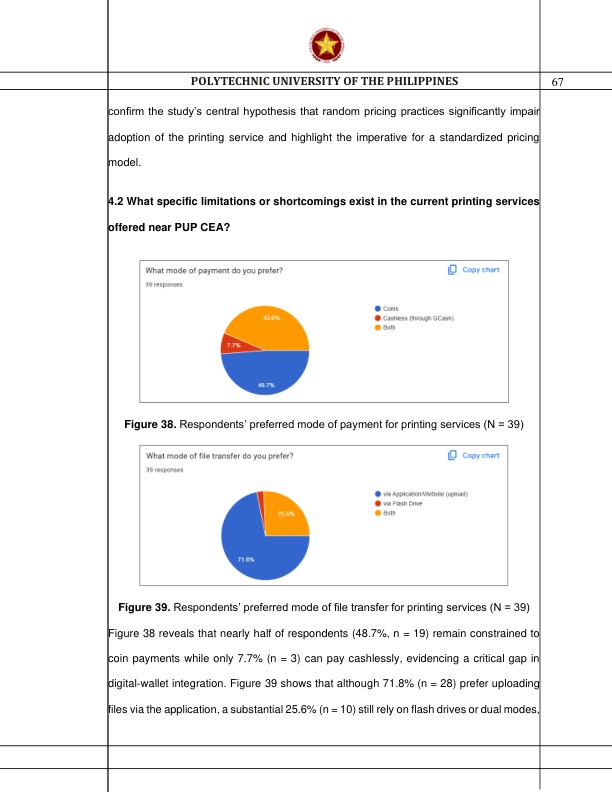 POLYTECHNIC UNIVERSITY OF THE PHILIPPINES 67
confirm the study's central hypothesis that random pricing practices significantly impair
adoption of the printing service and highlight the imperative for a standardized pricing
model.
4.2 What specific limitations or shortcomings exist in the current printing services
offered near PUP CEA?
What mode of payment do you prefer?
Copy chart
39 responses
43.6%
7.7%
48.7%
Coins
Cashless (through GCash)
Both
Figure 38. Respondents' preferred mode of payment for printing services (N = 39)
What mode of file transfer do you prefer?
Copy chart
39 responses
25.6%
71.8%
via Application/Website (upload)
via Flash Drive
Both
Figure 39. Respondents' preferred mode of file transfer for printing services (N = 39)
Figure 38 reveals that nearly half of respondents (48.7%, n = 19) remain constrained to
coin payments while only 7.7% (n = 3) can pay cashlessly, evidencing a critical gap in
digital-wallet integration. Figure 39 shows that although 71.8% (n = 28) prefer uploading
files via the application, a substantial 25.6% (n = 10) still rely on flash drives or dual modes,